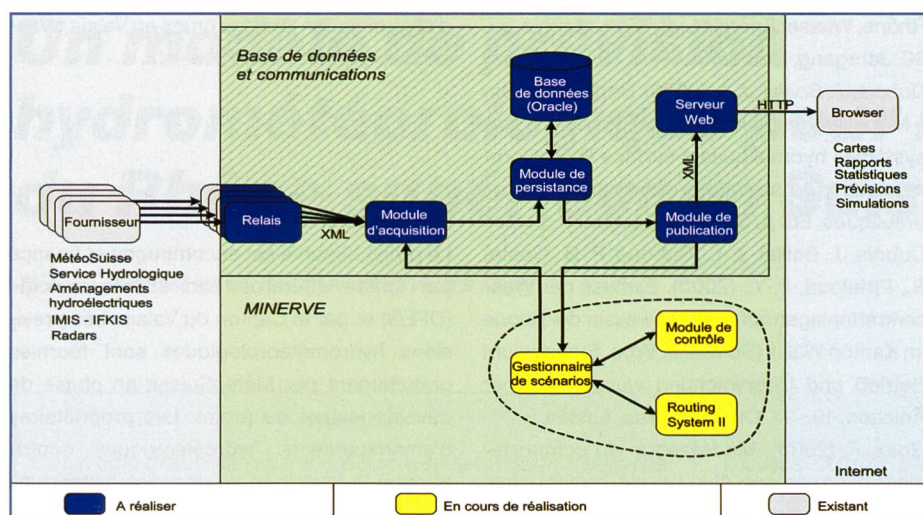 Base de données
et communications
Base
de données
(Oracle)
Serveur
Web
HTTP
Browser
Cartes
Rapports
Statistiques
Prévisions
Simulations
XML
Module de
persistance
Fournisseur
Relais
XML
Module
d'acquisition
Module de
publication
MétéoSuisse
Service Hydrologique
Aménagements
hydroélectriques
IMIS - IFKIS
Radars
MINERVE
Gestionnaire
de scénarios
Module de
contrôle
Routing
System II
Internet
A réaliser
En cours de réalisation
Existant